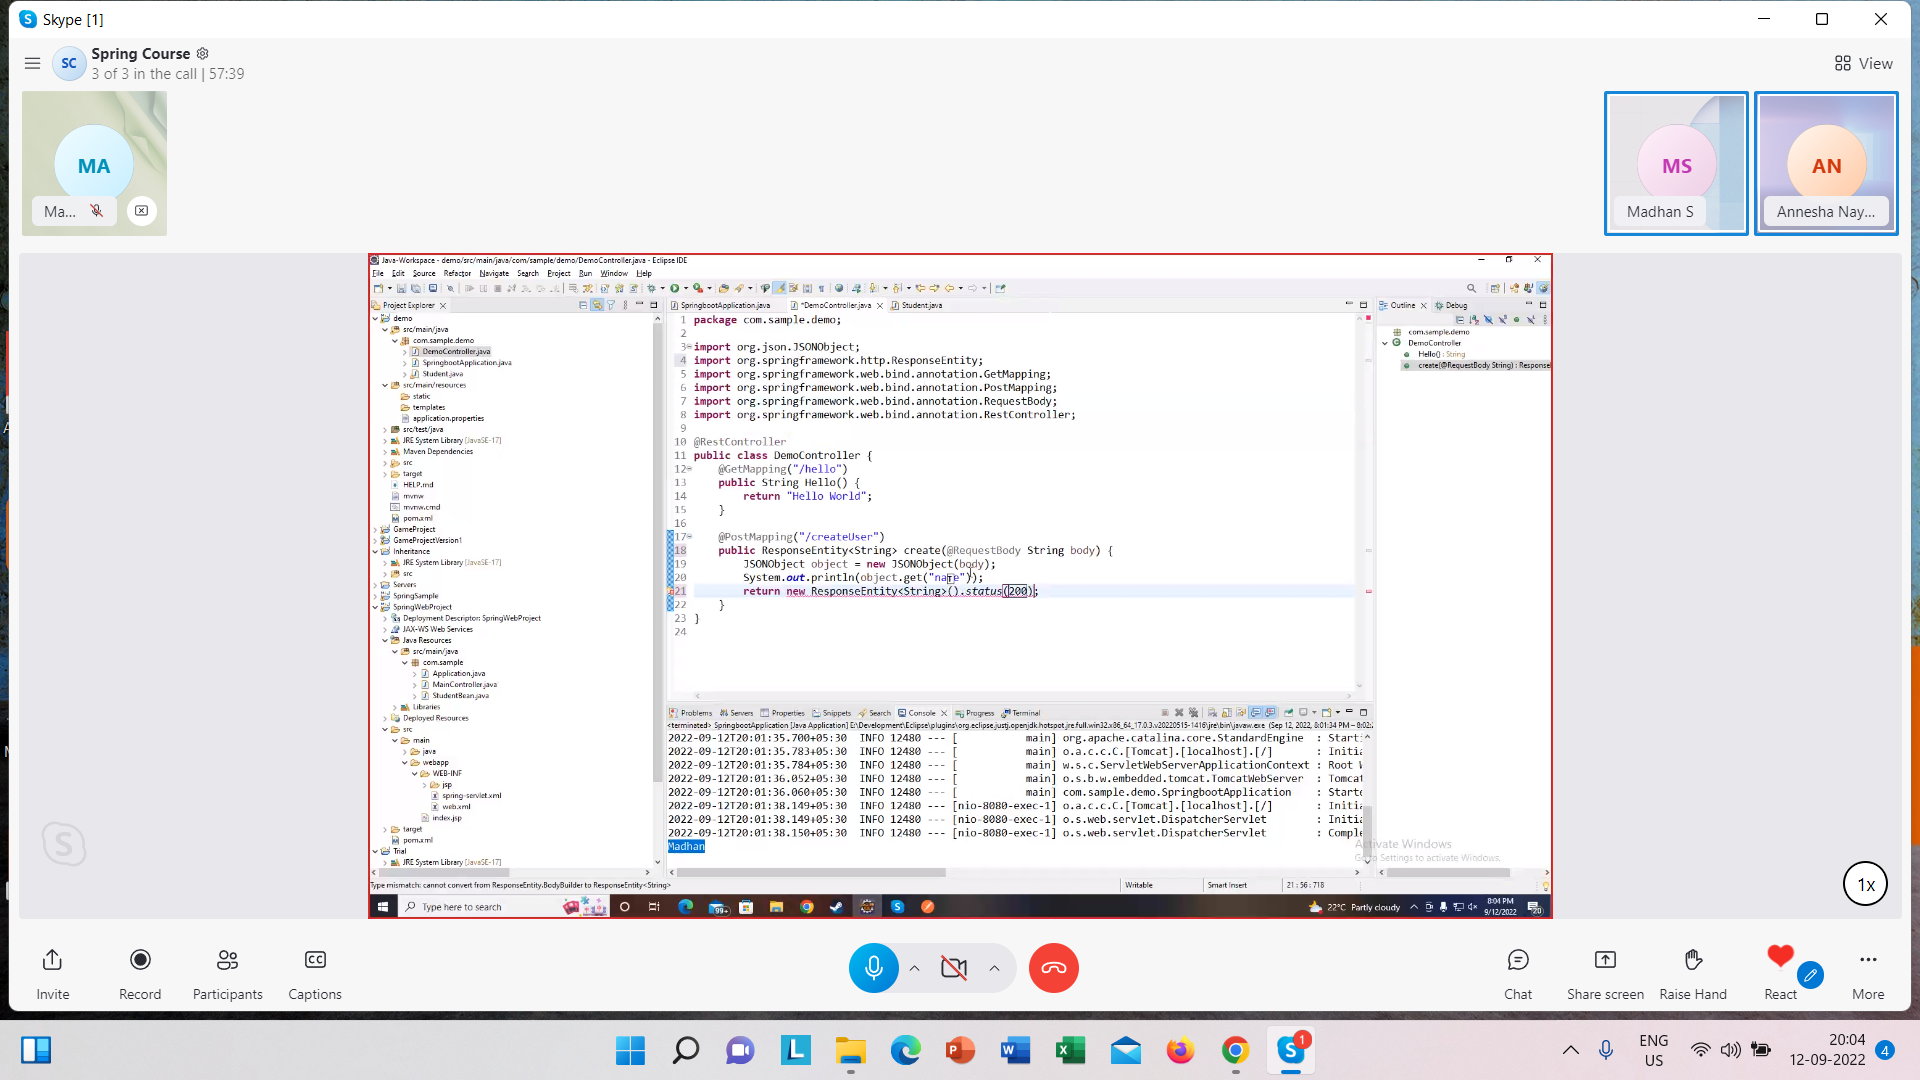 Skype [1]
SC
Spring Course
3 of 3 in the call | 57:39
View
MA
Ma...
MS
Madhan S
AN
Annesha Nay...
Java-Workspace - demo/src/main/java/com/sample/demo/DemoController.java - Eclipse IDE
File Edit Source Refactor Navigate Search Project Run Window Help
Project Explorer
demo
src/main/java
com.sample.demo
DemoController.java
SpringbootApplication.java
Student.java
src/main/resources
static
templates
application.properties
src/test/java
JRE System Library [JavaSE-17]
Maven Dependencies
src
target
HELP.md
mvnw
mvnw.cmd
pom.xml
GameProject
GameProjectVersion1
Inheritance
JRE System Library [JavaSE-17]
src
Servers
SpringSample
SpringWebProject
Deployment Descriptor: SpringWebProject
JAX-WS Web Services
Java Resources
src/main/java
com.sample
Application.java
MainController.java
StudentBean.java
Libraries
Deployed Resources
src
main
java
webapp
WEB-INF
jsp
spring-servlet.xml
web.xml
index.jsp
target
pom.xml
Trial
JRE System Library [JavaSE-17]
SpringbootApplication.java *DemoController.java Student.java
1 package com.sample.demo;
2
3 import org.json.JSONObject;
4 import org.springframework.http.ResponseEntity;
5 import org.springframework.web.bind.annotation.GetMapping;
6 import org.springframework.web.bind.annotation.PostMapping;
7 import org.springframework.web.bind.annotation.RequestBody;
8 import org.springframework.web.bind.annotation.RestController;
9
10 @RestController
11 public class DemoController {
12 @GetMapping("/hello")
13 public String Hello() {
14 return "Hello World";
15 }
16
17 @PostMapping("/createUser")
18 public ResponseEntity<String> create(@RequestBody String body) {
19 JSONObject object = new JSONObject(body);
20 System.out.println(object.get("name"));
21 return new ResponseEntity<String>().status(200);
22 }
23 }
24
Outline Debug
com.sample.demo
DemoController
Hello() : String
create(@RequestBody String) : Response
Problems Servers Properties Snippets Search Console Progress Terminal
<terminated> SpringbootApplication [Java Application] E:\Development\Eclipse\plugins\org.eclipse.justj.openjdk.hotspot.jre.full.win32.x86_64_17.0.3.v20220515-1416\jre\bin\javaw.exe (Sep 12, 2022, 8:01:34 PM – 8:02:
2022-09-12T20:01:35.700+05:30 INFO 12480 --- [ main] org.apache.catalina.core.StandardEngine : Starti
2022-09-12T20:01:35.783+05:30 INFO 12480 --- [ main] o.a.c.c.C.[Tomcat].[localhost].[/] : Initia
2022-09-12T20:01:35.784+05:30 INFO 12480 --- [ main] w.s.c.ServletWebServerApplicationContext : Root W
2022-09-12T20:01:36.052+05:30 INFO 12480 --- [ main] o.s.b.w.embedded.tomcat.TomcatWebServer : Tomcat
2022-09-12T20:01:36.060+05:30 INFO 12480 --- [ main] com.sample.demo.SpringbootApplication : Starte
2022-09-12T20:01:38.149+05:30 INFO 12480 --- [nio-8080-exec-1] o.a.c.c.C.[Tomcat].[localhost].[/] : Initia
2022-09-12T20:01:38.149+05:30 INFO 12480 --- [nio-8080-exec-1] o.s.web.servlet.DispatcherServlet : Initia
2022-09-12T20:01:38.150+05:30 INFO 12480 --- [nio-8080-exec-1] o.s.web.servlet.DispatcherServlet : Comple
Madhan
Activate Windows
Go to Settings to activate Windows.
Type mismatch: cannot convert from ResponseEntity.BodyBuilder to ResponseEntity<String>
Writable
Smart Insert
21 : 56 : 718
Type here to search
99+
22°C Partly cloudy
8:04 PM
9/12/2022
20
1x
Invite
Record
Participants
Captions
Chat
Share screen
Raise Hand
React
More
1
ENG
US
20:04
12-09-2022
4